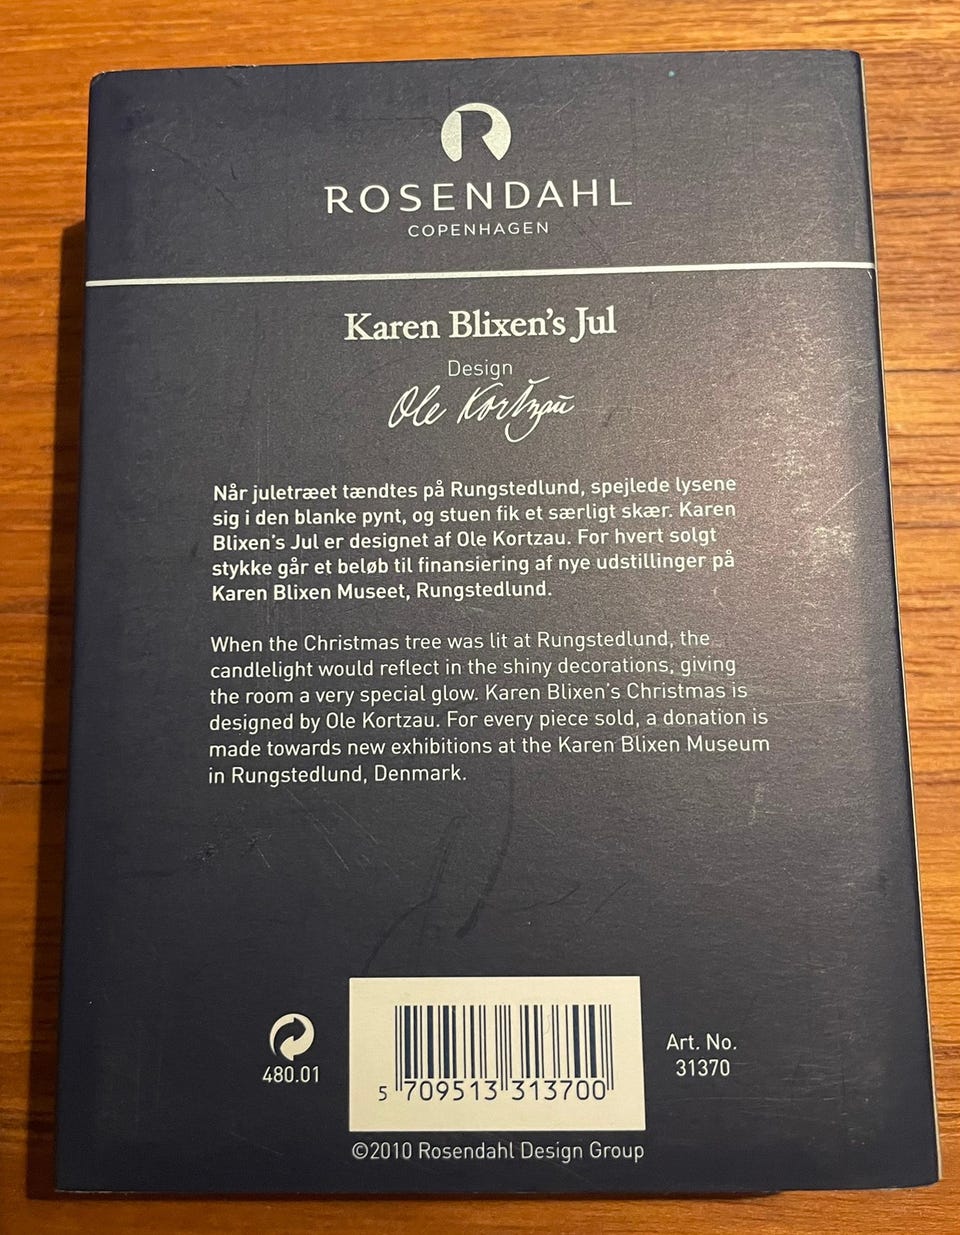 R
ROSENDAHL
COPENHAGEN
Karen Blixen's Jul
Design
Ole Kortzau
Når juletræet tændtes på Rungstedlund, spejlede lysene
sig i den blanke pynt, og stuen fik et særligt skær. Karen
Blixen's Jul er designet af Ole Kortzau. For hvert solgt
stykke går et beløb til finansiering af nye udstillinger på
Karen Blixen Museet, Rungstedlund.
When the Christmas tree was lit at Rungstedlund, the
candlelight would reflect in the shiny decorations, giving
the room a very special glow. Karen Blixen's Christmas is
designed by Ole Kortzau. For every piece sold, a donation is
made towards new exhibitions at the Karen Blixen Museum
in Rungstedlund, Denmark.
480.01
5 709513 313700
Art. No.
31370
©2010 Rosendahl Design Group